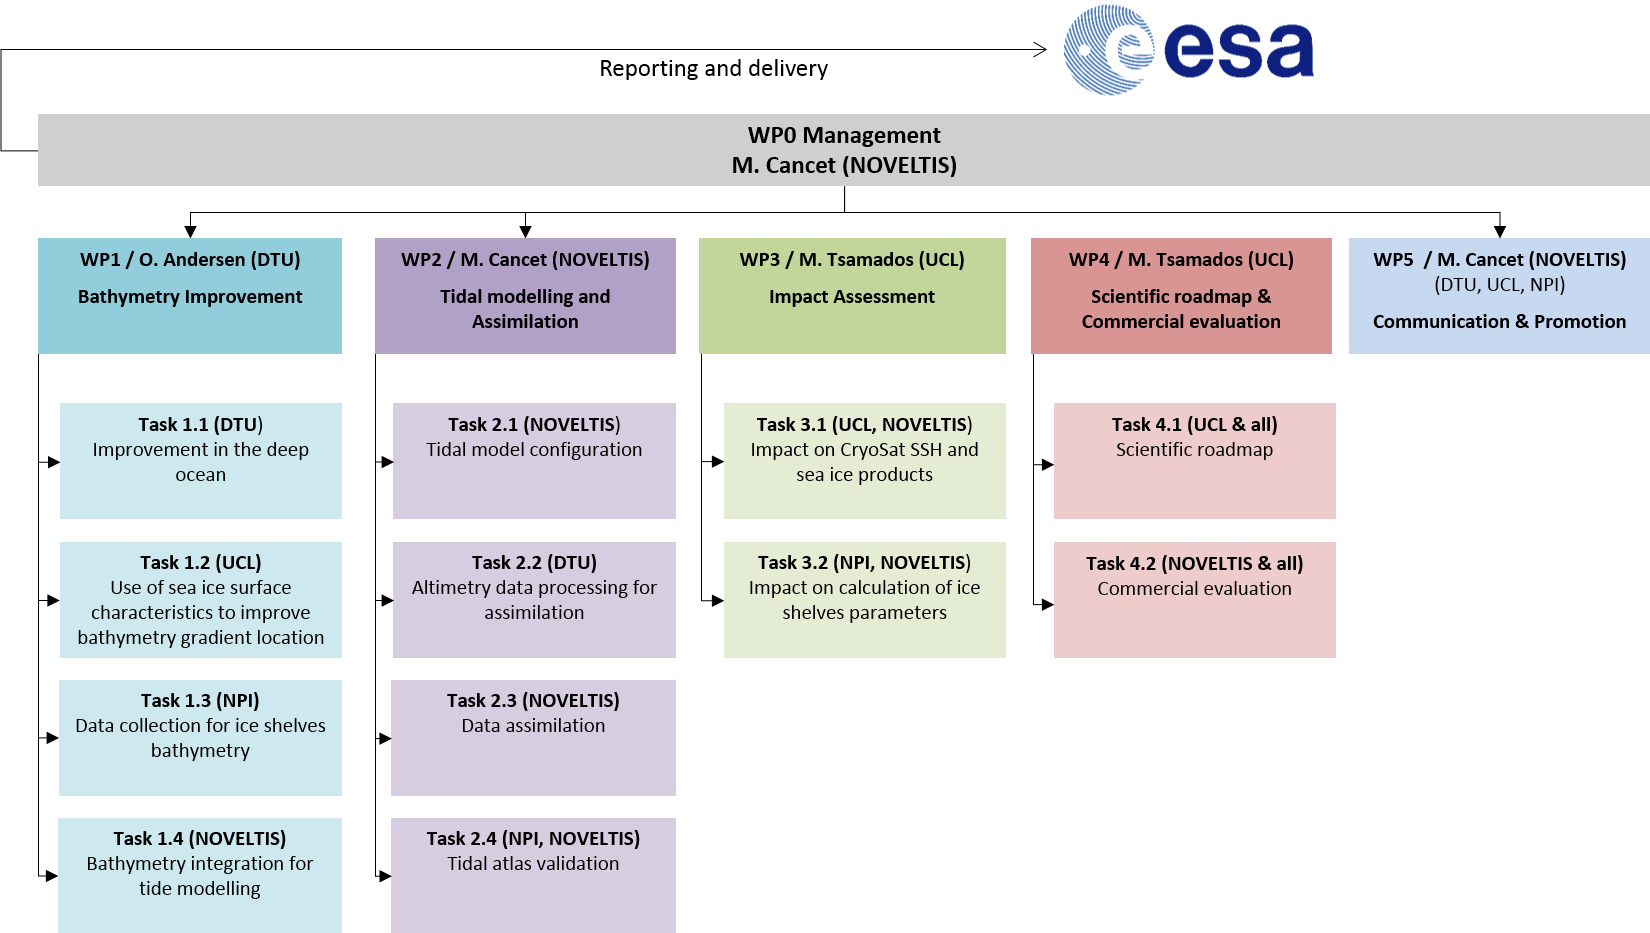 esa
Reporting and delivery
WP0 Management
M. Cancet (NOVELTIS)
WP1 / O. Andersen (DTU)
Bathymetry Improvement
WP2 / M. Cancet (NOVELTIS)
Tidal modelling and
Assimilation
WP3 / M. Tsamados (UCL)
Impact Assessment
WP4 / M. Tsamados (UCL)
Scientific roadmap &
Commercial evaluation
WP5 / M. Cancet (NOVELTIS)
(DTU, UCL, NPI)
Communication & Promotion
Task 1.1 (DTU)
Improvement in the deep
ocean
Task 1.2 (UCL)
Use of sea ice surface
characteristics to improve
bathymetry gradient location
Task 1.3 (NPI)
Data collection for ice shelves
bathymetry
Task 1.4 (NOVELTIS)
Bathymetry integration for
tide modelling
Task 2.1 (NOVELTIS)
Tidal model configuration
Task 2.2 (DTU)
Altimetry data processing for
assimilation
Task 2.3 (NOVELTIS)
Data assimilation
Task 2.4 (NPI, NOVELTIS)
Tidal atlas validation
Task 3.1 (UCL, NOVELTIS)
Impact on CryoSat SSH and
sea ice products
Task 3.2 (NPI, NOVELTIS)
Impact on calculation of ice
shelves parameters
Task 4.1 (UCL & all)
Scientific roadmap
Task 4.2 (NOVELTIS & all)
Commercial evaluation